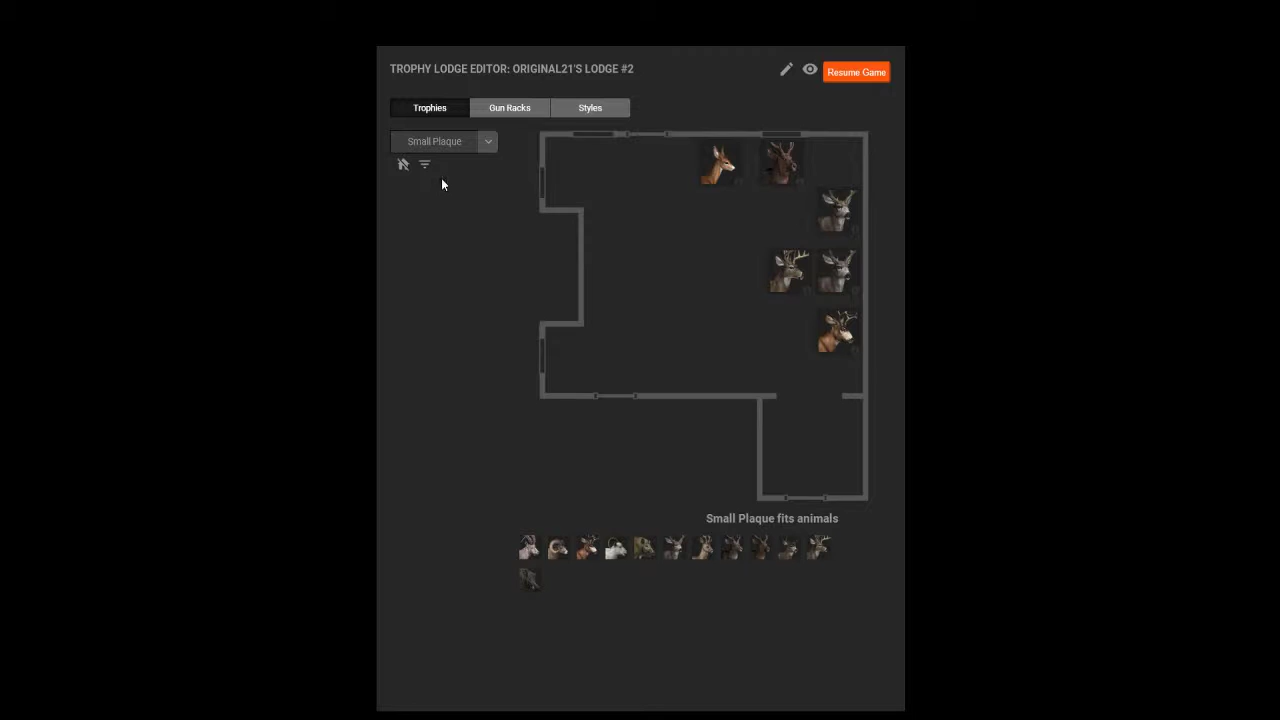 TROPHY LODGE EDITOR: ORIGINAL21'S LODGE #2
Resume Game
Trophies
Gun Racks
Styles
Small Plaque
Small Plaque fits animals